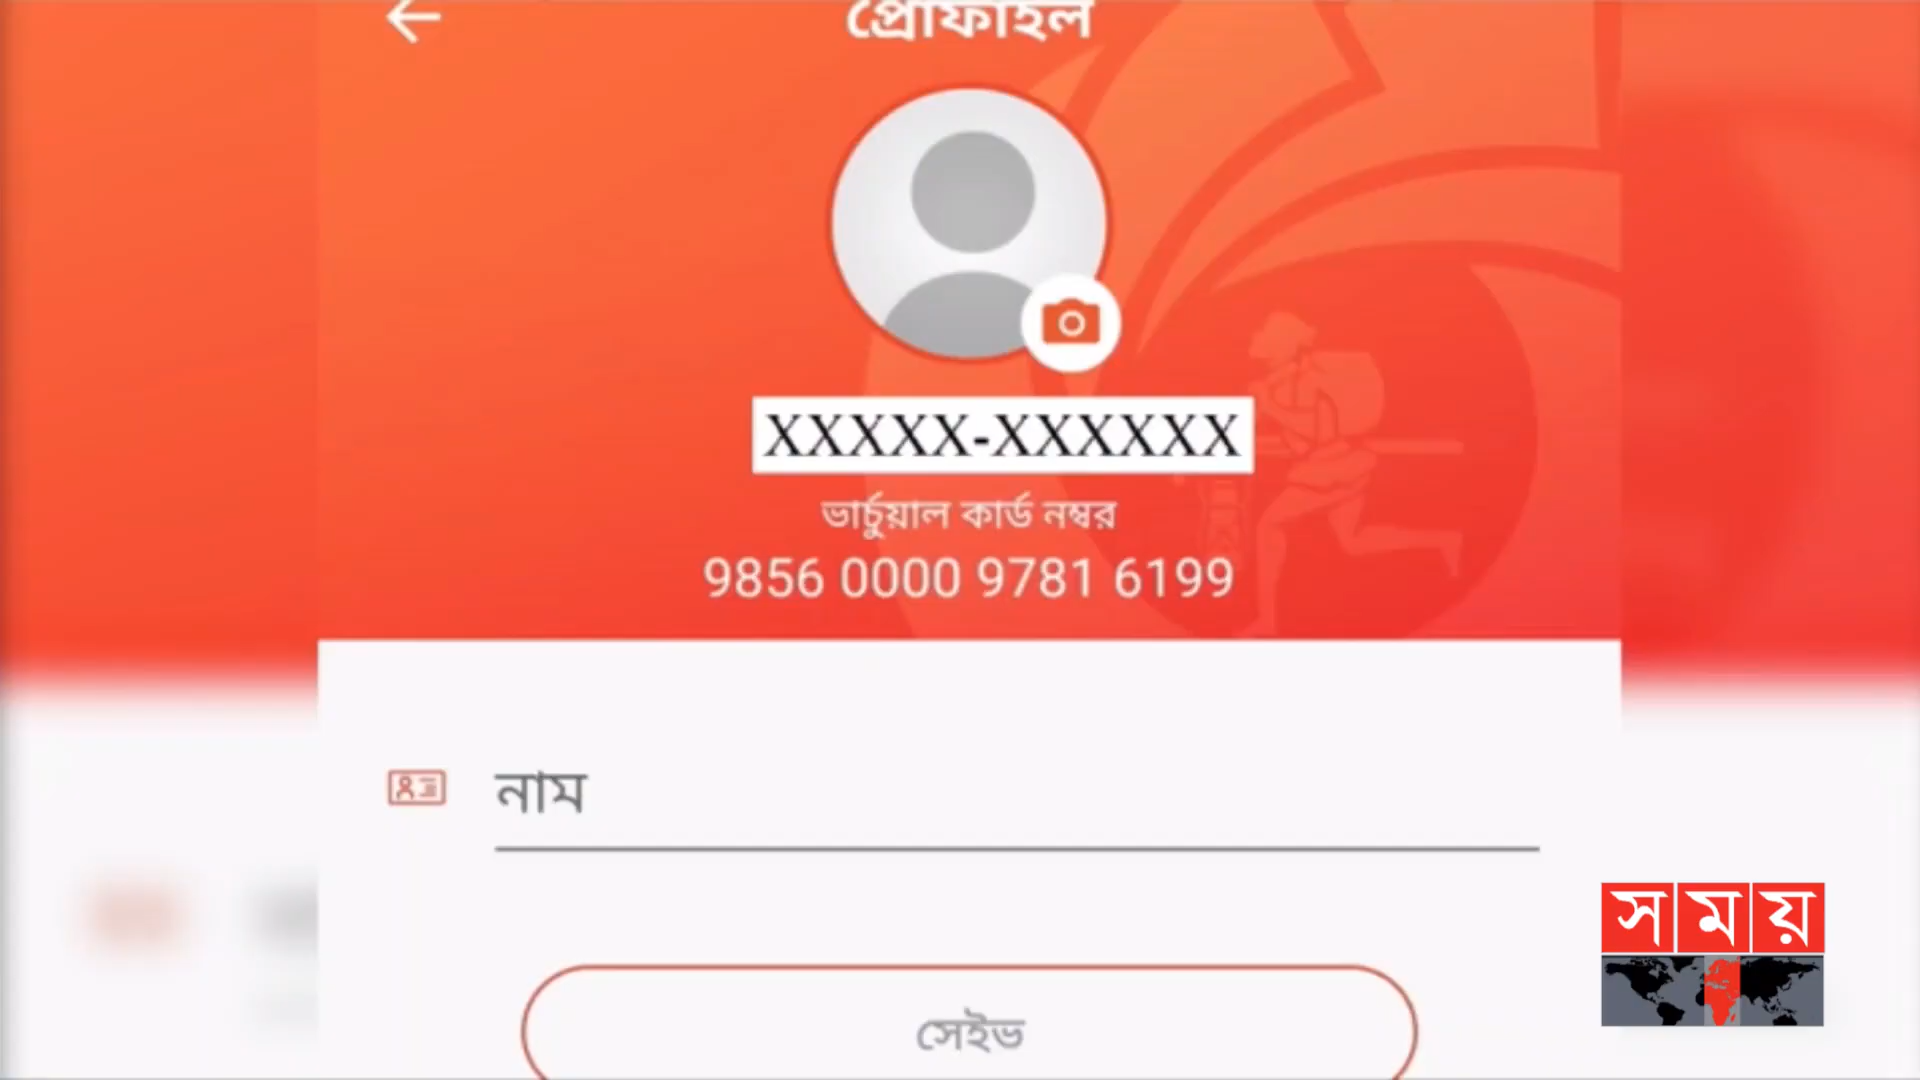 প্রোফাইল
XXXXX-XXXXXX
ভার্চুয়াল কার্ড নম্বর
9856 0000 9781 6199
নাম
সেইভ
সময়